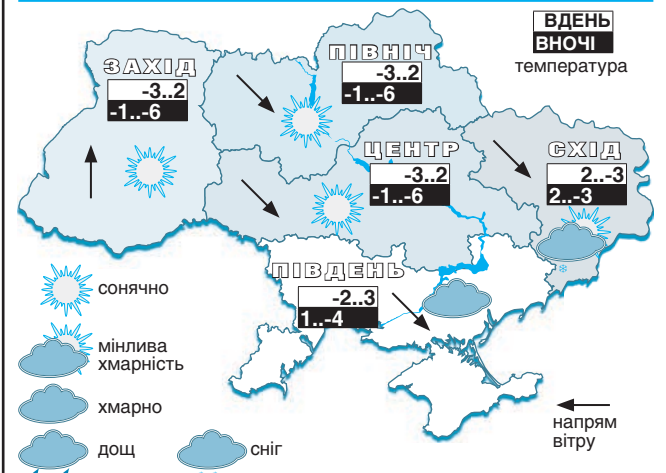 ВДЕНЬ
ВНОЧІ
температура
ПІВНІЧ
-3..2
-1..-6
ЗАХІД
-3..2
-1..-6
ЦЕНТР
-3..2
-1..-6
СХІД
2..-3
2..-3
ПІВДЕНЬ
-2..3
1..-4
сонячно
мінлива
хмарність
хмарно
дощ
сніг
напрям
вітру